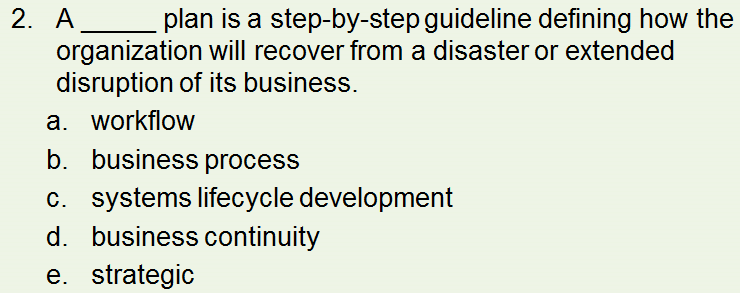 2. A _____ plan is a step-by-step guideline defining how the
organization will recover from a disaster or extended
disruption of its business.
a. workflow
b. business process
c. systems lifecycle development
d. business continuity
e. strategic